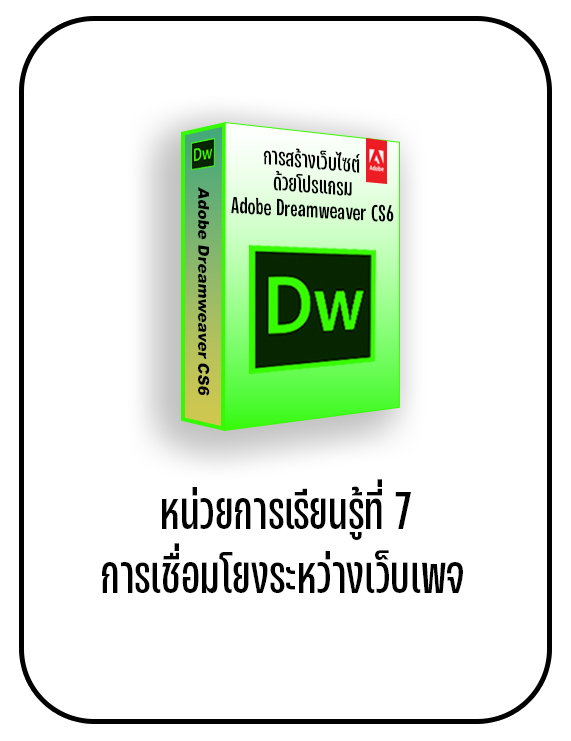 Dw
Adobe Dreamweaver CS6
การสร้างเว็บไซต์
ด้วยโปรแกรม
Adobe Dreamweaver CS6
Adobe
Dw
หน่วยการเรียนรู้ที่ 7
การเชื่อมโยงระหว่างเว็บเพจ